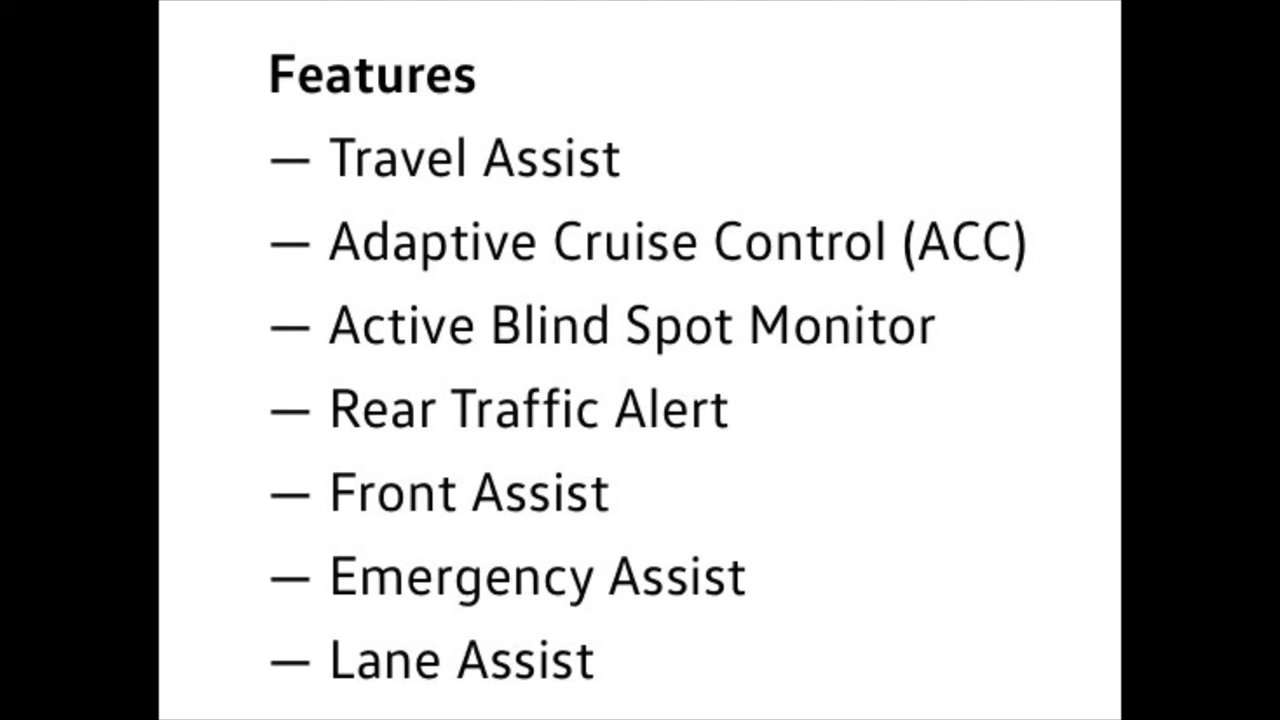 Features
— Travel Assist
— Adaptive Cruise Control (ACC)
— Active Blind Spot Monitor
— Rear Traffic Alert
— Front Assist
— Emergency Assist
— Lane Assist